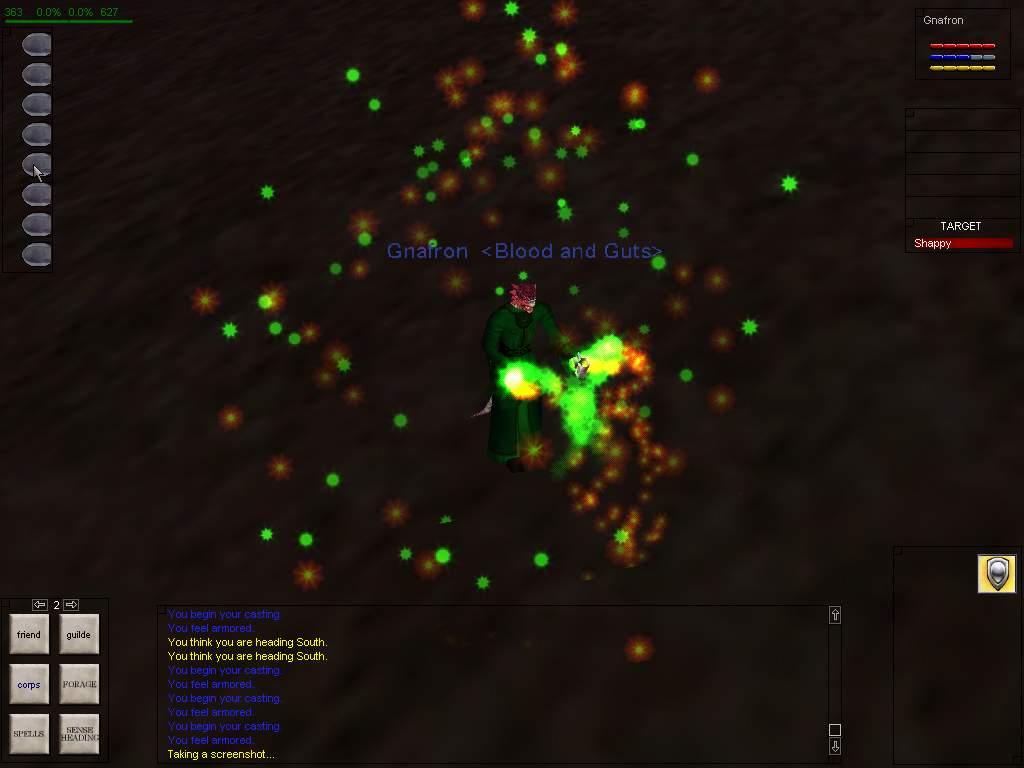 363 0.0% 0.0% 627
Gnafron
Gnafron <Blood and Guts>
TARGET
Shappy
2
friend guilde
corps FORAGE
SPELLS SENSE HEADING
You begin your casting.
You feel armored.
You think you are heading South.
You think you are heading South.
You begin your casting.
You feel armored.
You begin your casting.
You feel armored.
You begin your casting.
You feel armored.
Taking a screenshot...